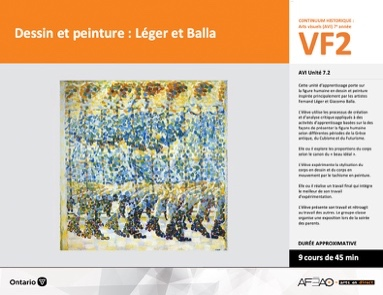 Dessin et peinture : Léger et Balla
CONTINUUM HISTORIQUE :
Arts visuels (AV) 7e année
VF2
AVI Unité 7.2
Cette unité d'apprentissage porte sur
la figure humaine en dessin et peinture
inspirée principalement par les artistes
Fernand Léger et Giacomo Balla.
L'élève utilise les processus de création
et d'analyse critique appliqués à des
activités d'apprentissage basées sur la des
façons de présenter la figure humaine
selon différentes périodes de la Grèce
antique, du Cubisme et du Futurisme.
Elle ou il explore les proportions du corps
selon le canon du « beau idéal ».
L'élève expérimente la réalisation du
corps en dessin et du corps en
mouvement par le tachisme en peinture.
Elle ou il réalise un travail final qui intègre
le meilleur de son travail
d'expérimentation.
L'élève présente son travail et réinvestit
au travail des autres. Le groupe classe
organise une exposition lors de la soirée
des parents.
DURÉE APPROXIMATIVE
9 cours de 45 min
Ontario
AFÉAO
arts en direct